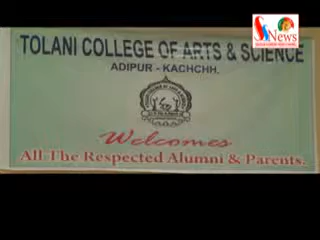 News
TOLANI COLLEGE OF ARTS & SCIENCE
ADIPUR - KACHCHH.
Welcomes
All The Respected Alumni & Parents.